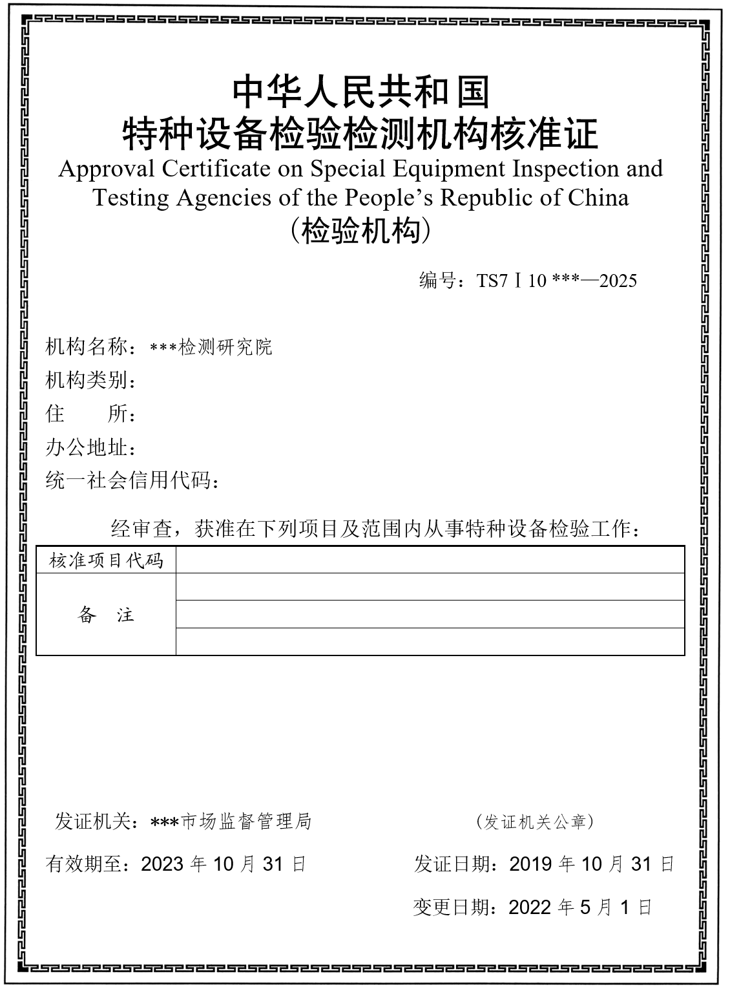 中华人民共和国
特种设备检验检测机构核准证
Approval Certificate on Special Equipment Inspection and
Testing Agencies of the People’s Republic of China
（检验机构）
编号：TS7Ⅰ10 ***—2025
机构名称：***检测研究院
机构类别：
住　　所：
办公地址：
统一社会信用代码：
经审查，获准在下列项目及范围内从事特种设备检验工作：
核准项目代码
备　注
发证机关：***市场监督管理局　（发证机关公章）
有效期至：2023 年 10 月 31 日　发证日期：2019 年 10 月 31 日
变更日期：2022 年 5 月 1 日